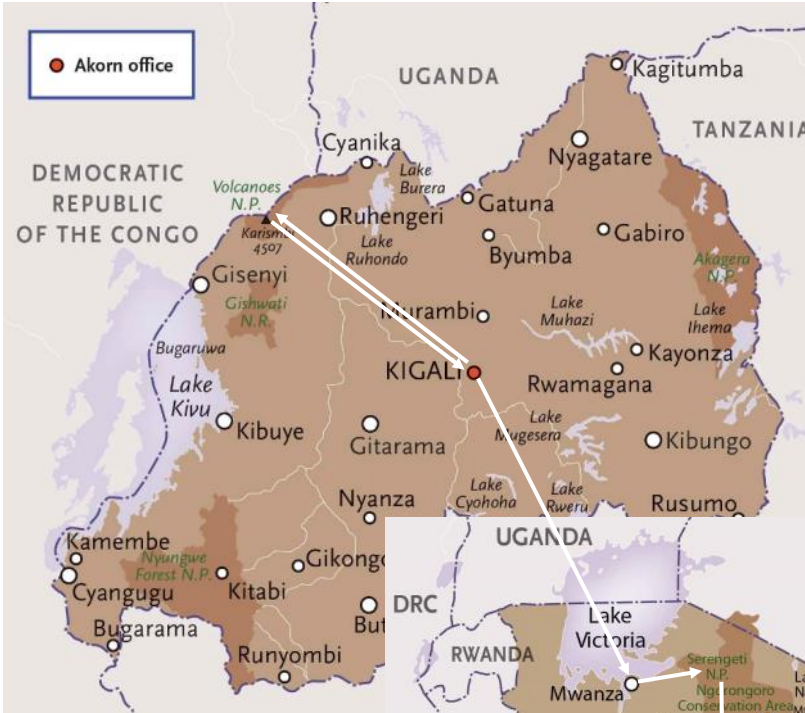 Akorn office
UGANDA
Kagitumba
TANZANIA
Cyanika
Nyagatare
DEMOCRATIC
REPUBLIC
OF THE CONGO
Lake
Burera
Volcanoes
N.P.
Gatuna
Ruhengeri
Karismbi
4507
Lake
Ruhondo
Byumba
Gabiro
Akagera
N.P.
Gisenyi
Gishwati
N.R.
Murambi
Lake
Muhazi
Lake
Ihema
Bugaruwa
Kayonza
KIGALI
Rwamagana
Lake
Kivu
Kibuye
Gitarama
Lake
Mugesera
Kibungo
Lake
Cyohoha
Lake
Rweru
Nyanza
Rusumo
Kamembe
Nyungwe
Forest N.P.
Gikongo
Cyangugu
Kitabi
But
Bugarama
Runyombi
UGANDA
DRC
Lake
Victoria
RWANDA
Serengeti
N.P.
Mwanza
Ngorongoro
Conservation Area
La
N
M